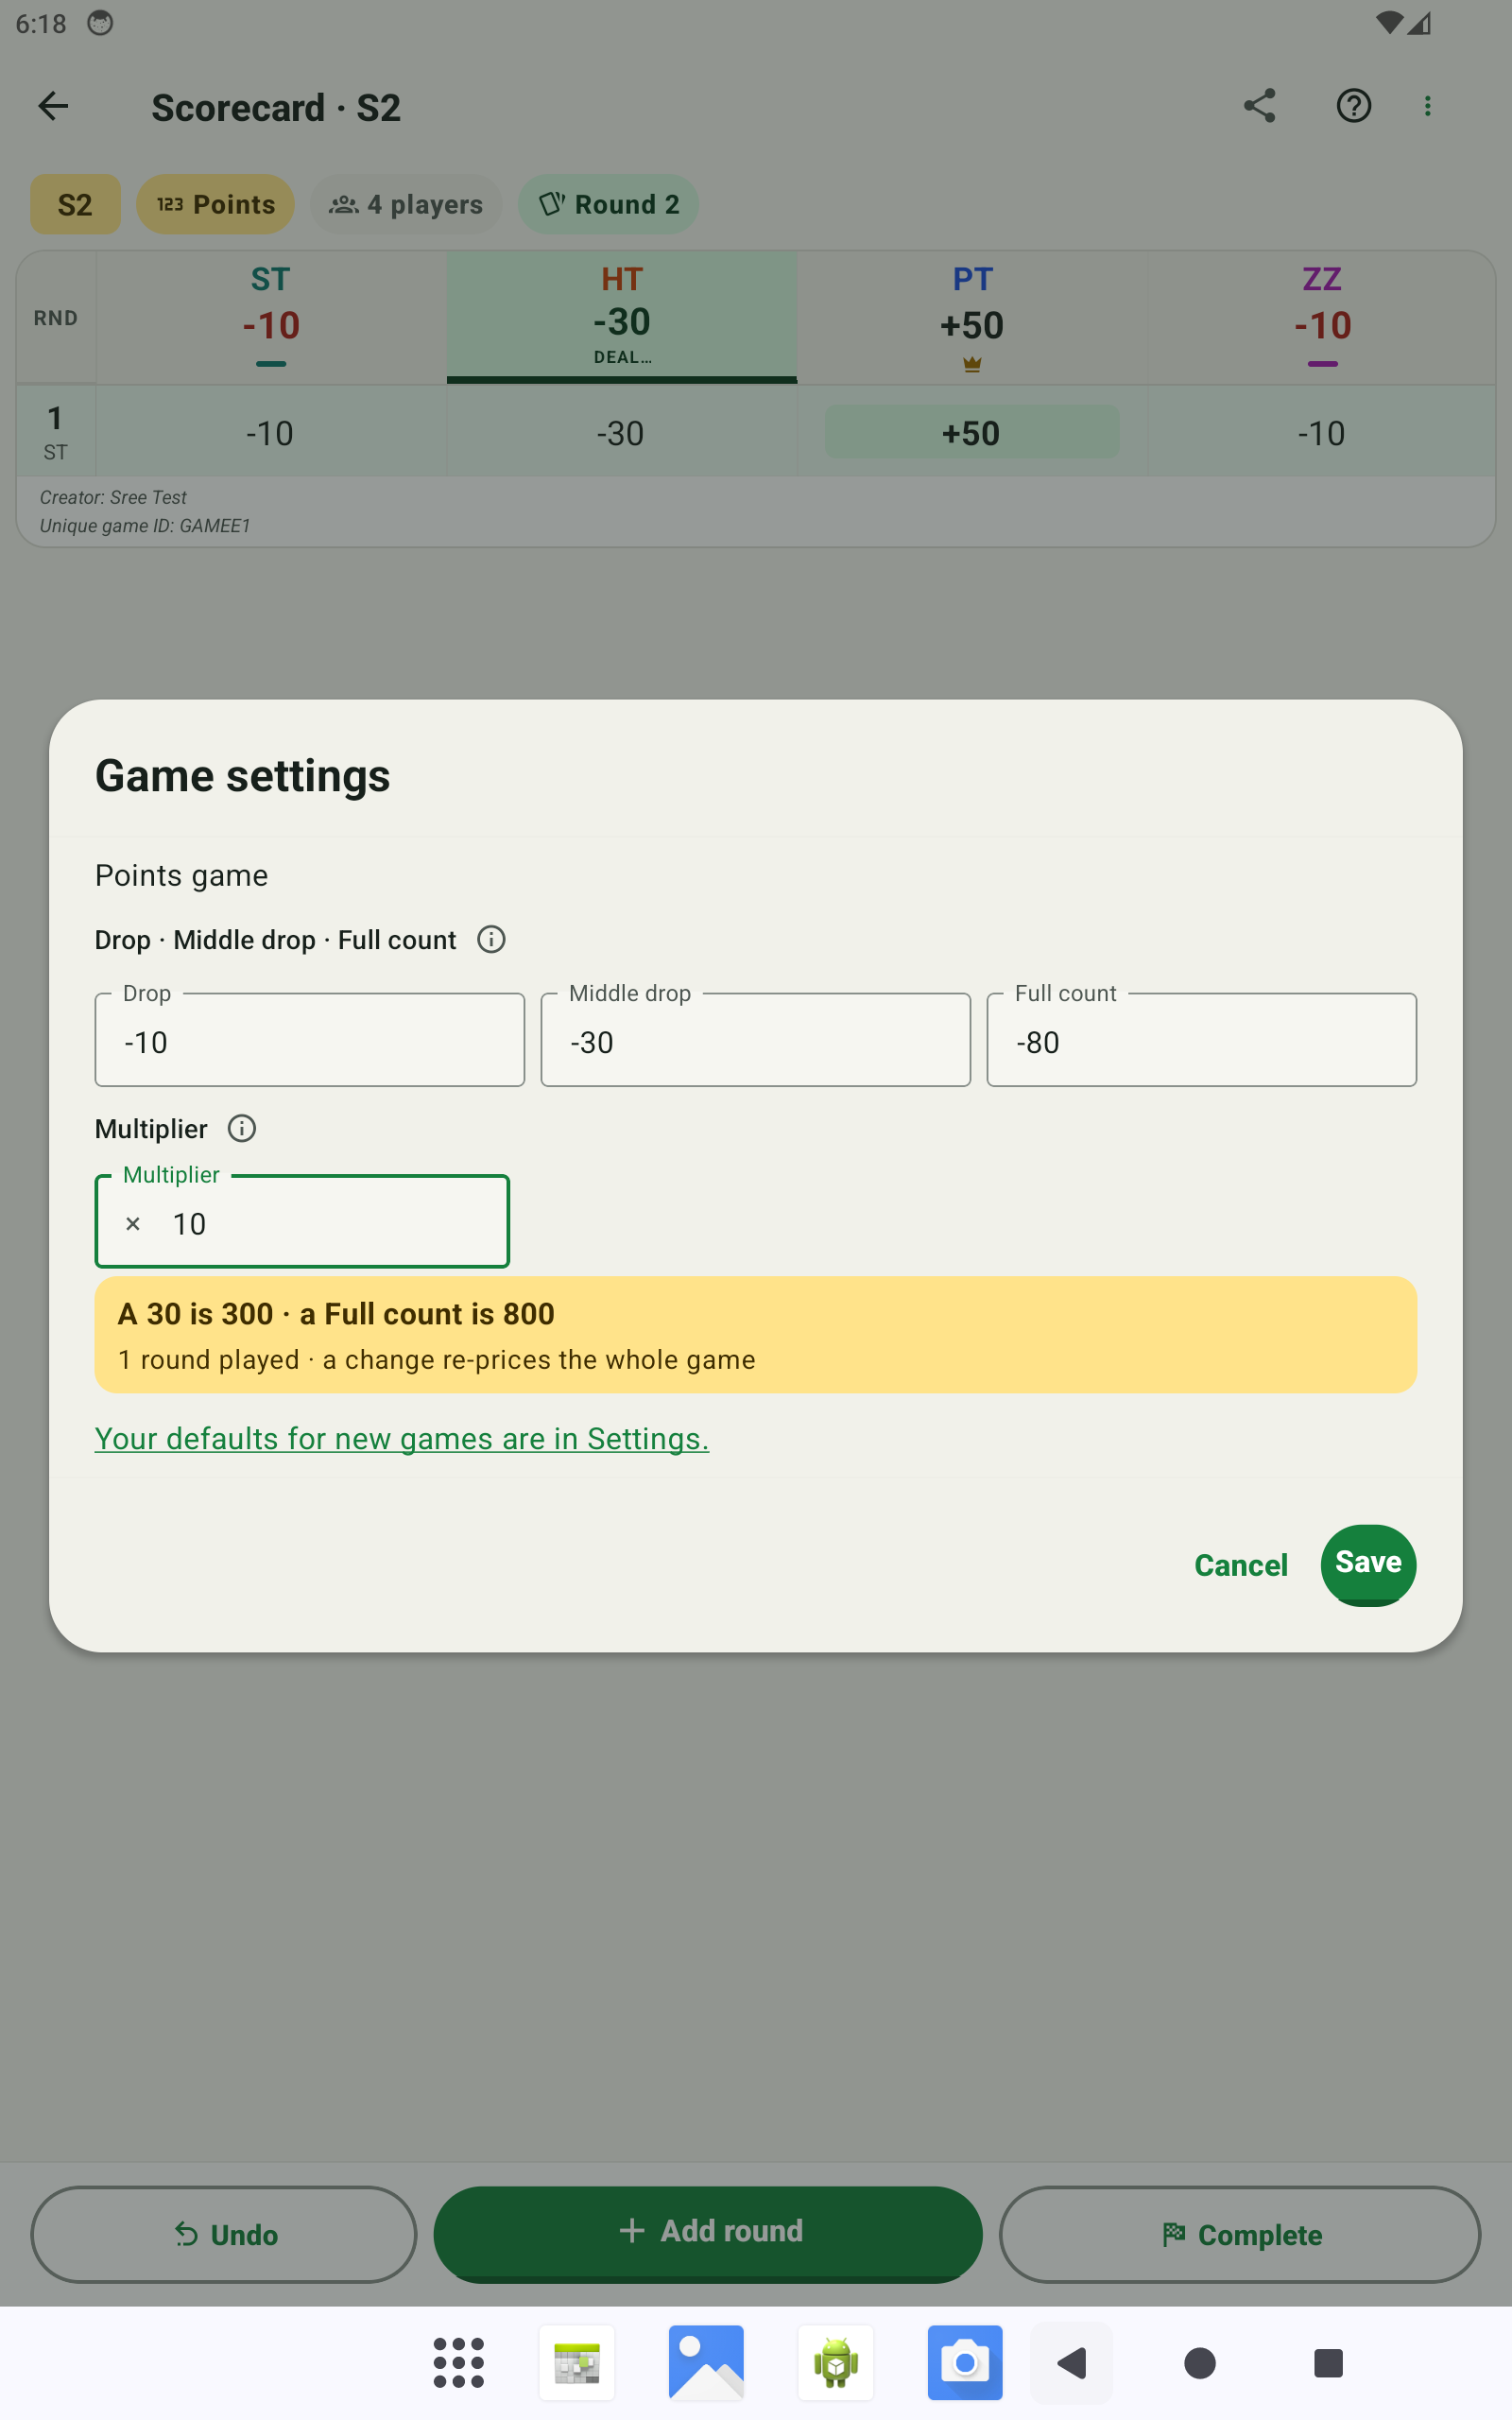 6:18
Scorecard · S2
S2
123 Points
4 players
Round 2
RND ST HT PT ZZ
-10 -30 +50 -10
DEAL…
1 -10 -30 +50 -10
ST
Creator: Sree Test
Unique game ID: GAMEE1
Game settings
Points game
Drop · Middle drop · Full count
Drop Middle drop Full count
-10 -30 -80
Multiplier
Multiplier
× 10
A 30 is 300 · a Full count is 800
1 round played · a change re-prices the whole game
Your defaults for new games are in Settings.
Cancel Save
Undo + Add round Complete